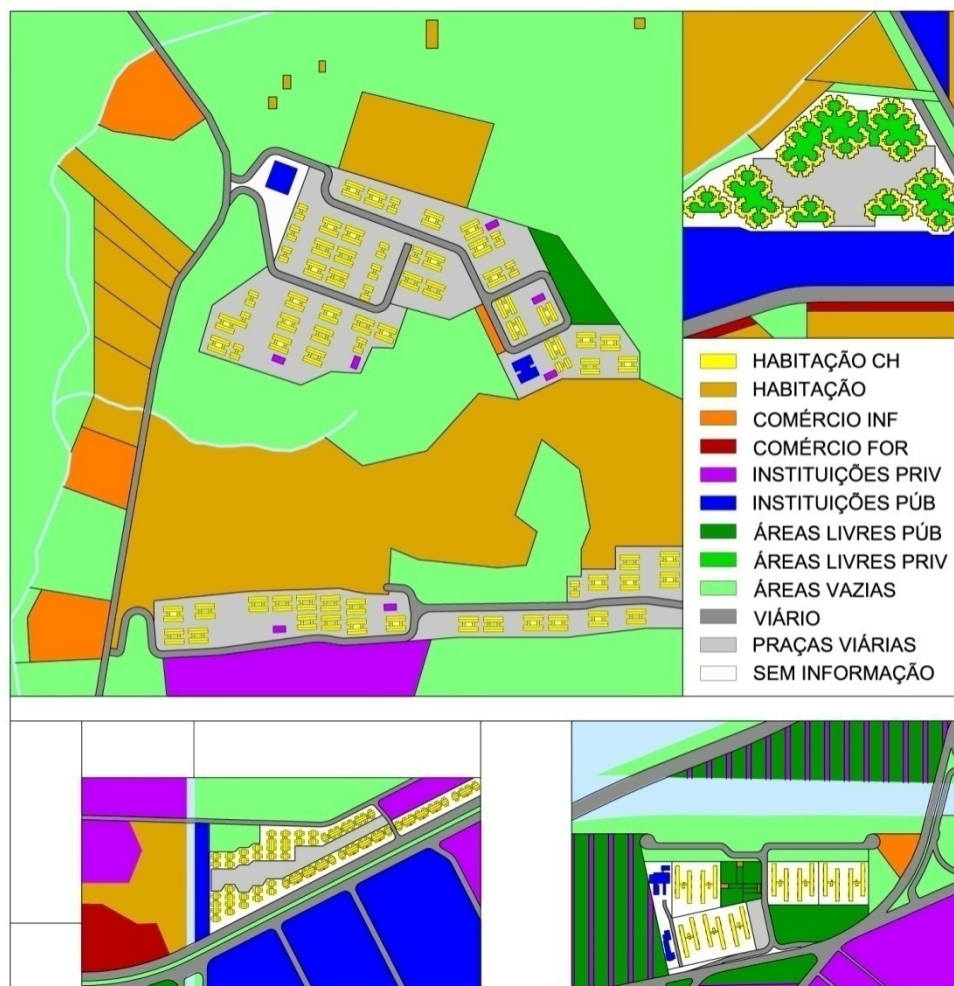 HABITAÇÃO CH
HABITAÇÃO
COMÉRCIO INF
COMÉRCIO FOR
INSTITUIÇÕES PRIV
INSTITUIÇÕES PÚB
ÁREAS LIVRES PÚB
ÁREAS LIVRES PRIV
ÁREAS VAZIAS
VIÁRIO
PRAÇAS VIÁRIAS
SEM INFORMAÇÃO